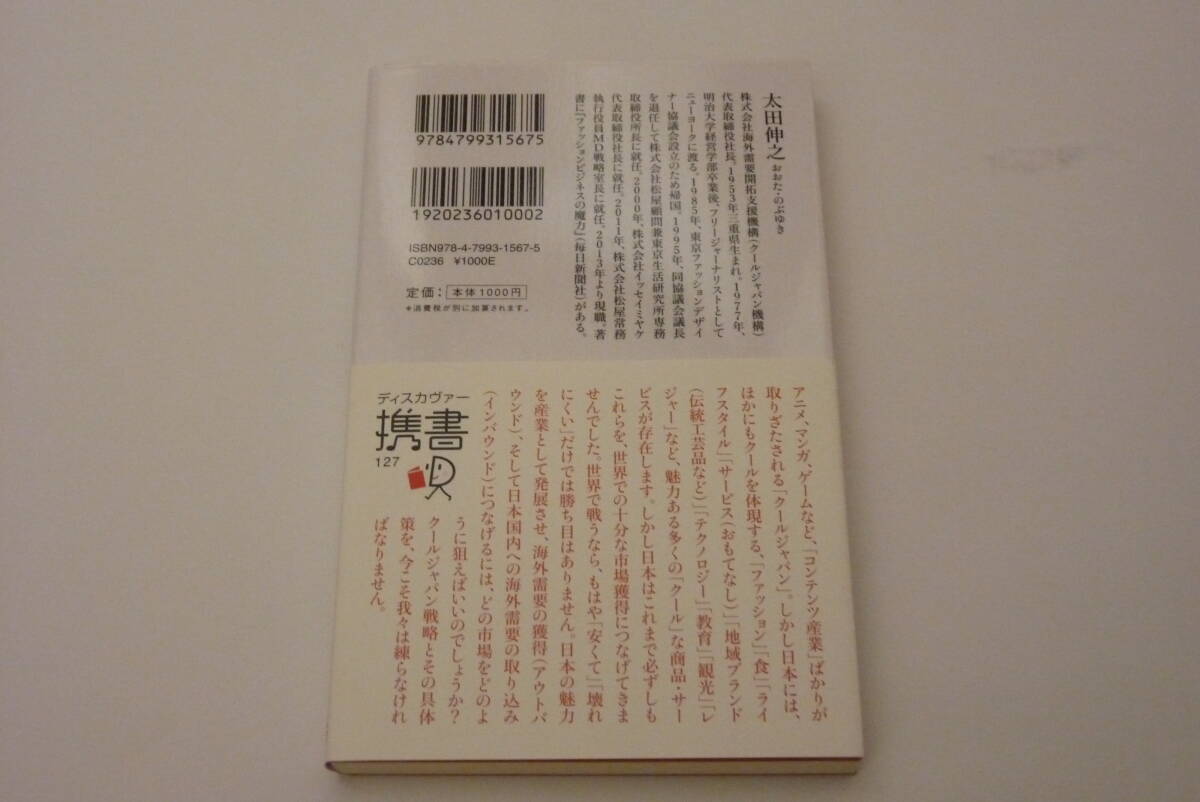 太田伸之 おおた・のぶゆき
株式会社海外需要開拓支援機構（クールジャパン機構）
代表取締役社長。1953年三重県生まれ。1977年、
明治大学経営学部卒業後、フリージャーナリストとして
ニューヨークに渡る。1985年、東京ファッションデザイ
ナー協議会設立のため帰国。1995年、同協議会議長
を退任して株式会社松屋顧問兼東京生活研究所専務
取締役所長に就任。2000年、株式会社イッセイミヤケ
代表取締役社長に就任。2011年、株式会社松屋常務
執行役員MD戦略室長に就任。2013年より現職。著
書に『ファッションビジネスの魔力』（毎日新聞社）がある。
9784799315675
1920236010002
ISBN978-4-7993-1567-5
C0236 ¥1000E
定価：本体1000円
＊消費税が別に加算されます。
アニメ、マンガ、ゲームなど、「コンテンツ産業」ばかりが
取りざたされる「クールジャパン」。しかし日本には、
ほかにもクールを体現する、「ファッション」「食」「ライ
フスタイル」「サービス（おもてなし）」「地域ブランド
（伝統工芸品など）」「テクノロジー」「教育」「観光」「レ
ジャー」など、魅力ある多くの「クール」な商品・サー
ビスが存在します。しかし日本はこれまで必ずしも
これらを、世界での十分な市場獲得につなげてきま
せんでした。世界で戦うなら、もはや「安くて」「壊れ
にくい」だけでは勝ち目はありません。日本の魅力
を産業として発展させ、海外需要の獲得（アウトバ
ウンド）、そして日本国内への海外需要の取り込み
（インバウンド）につなげるには、どの市場をどのよ
うに狙えばいいのでしょうか？
クールジャパン戦略とその具体
策を、今こそ我々は練らなけれ
ばなりません。
ディスカヴァー
携書
127